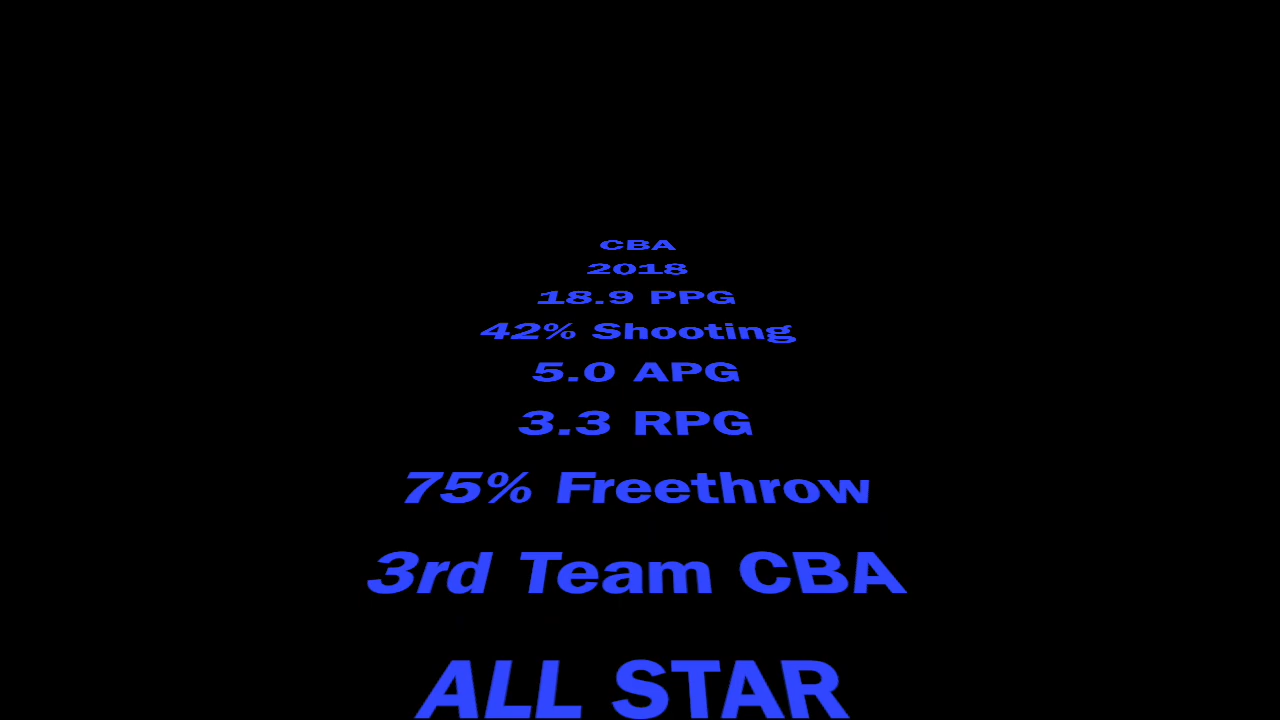 CBA
2018
18.9 PPG
42% Shooting
5.0 APG
3.3 RPG
75% Freethrow
3rd Team CBA
ALL STAR